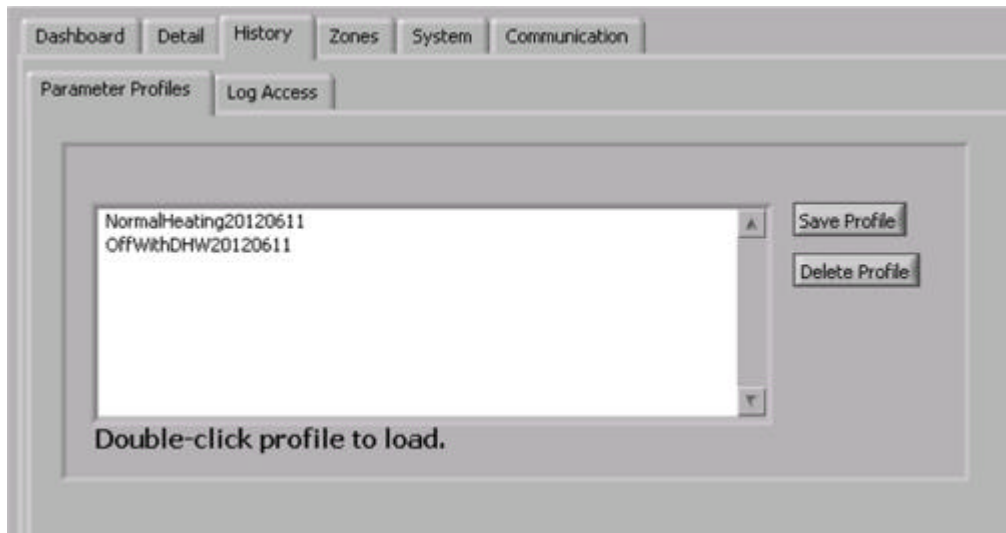 Dashboard Detail History Zones System Communication
Parameter Profiles Log Access
NormalHeating20120611
OffWithDHW20120611
Save Profile
Delete Profile
Double-click profile to load.